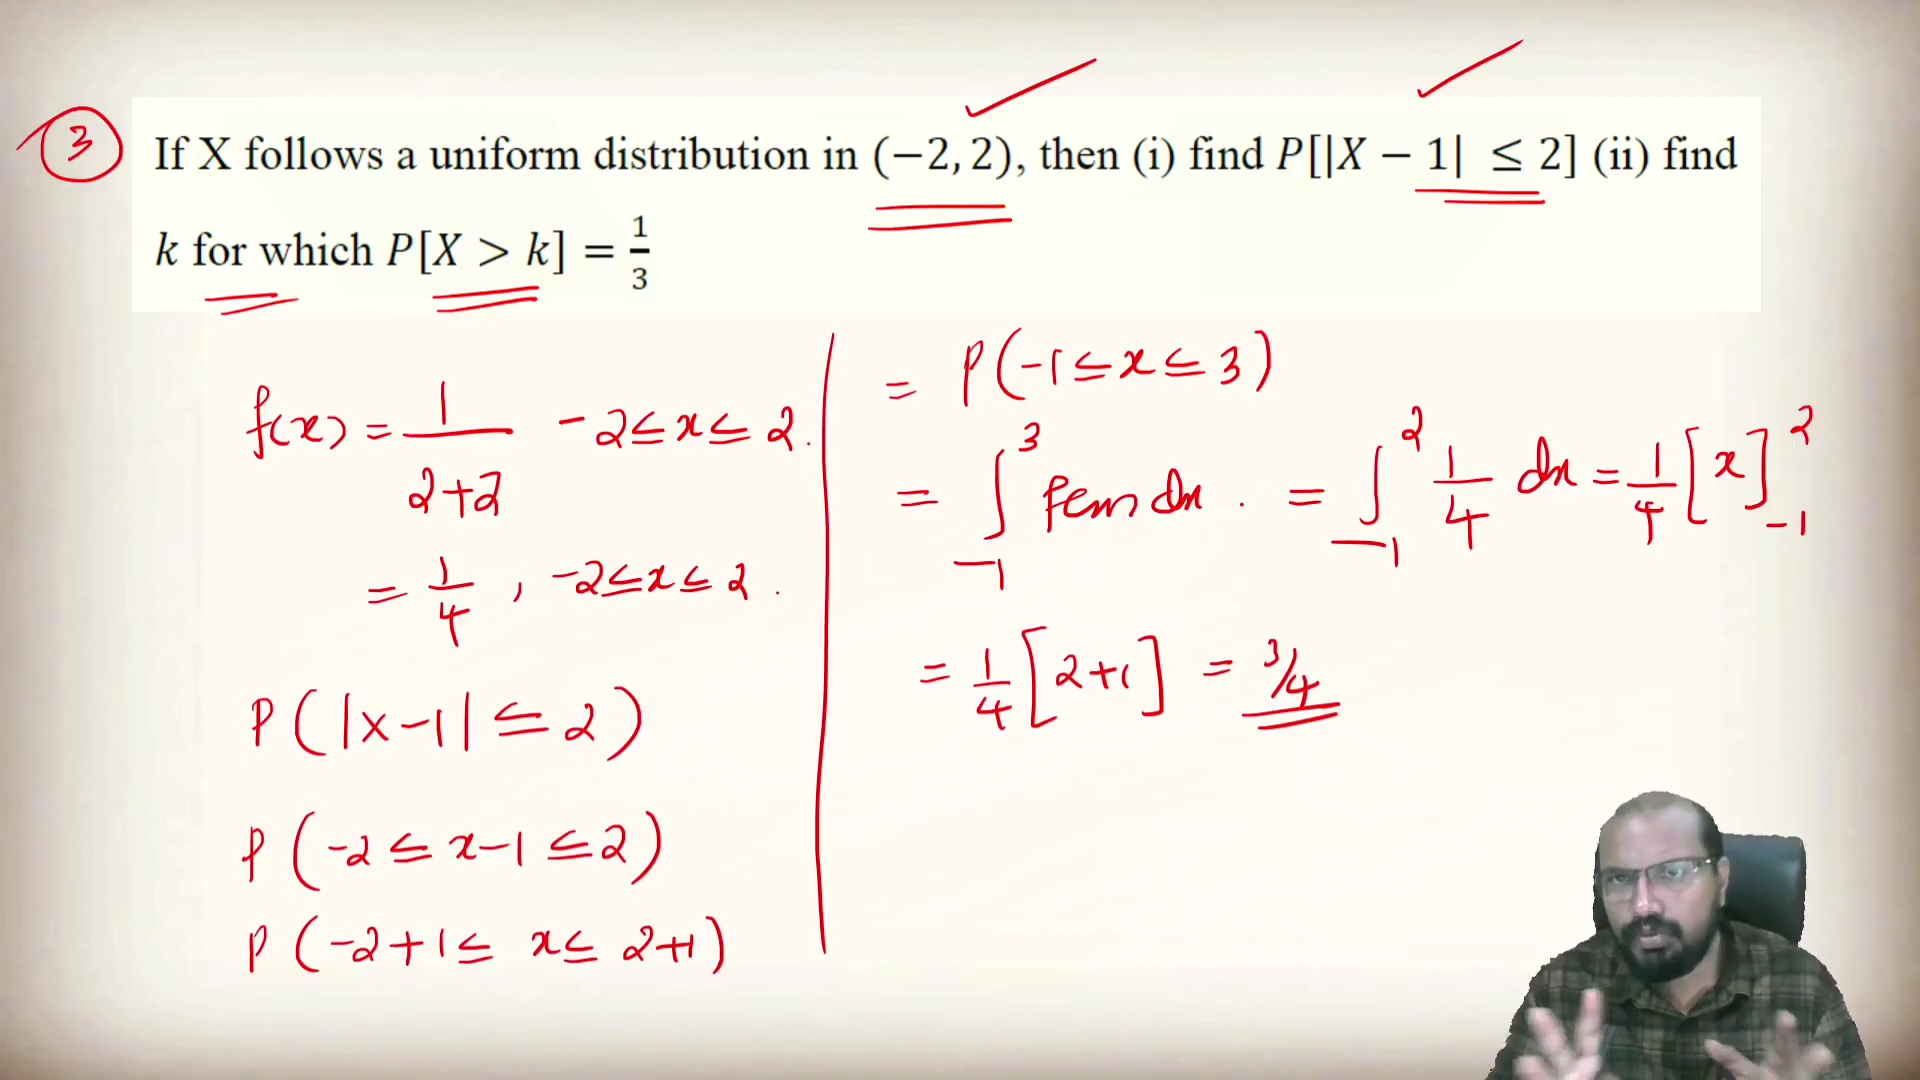 3
If X follows a uniform distribution in (−2, 2), then (i) find P[|X − 1| ≤ 2] (ii) find
k for which P[X > k] = 1/3
f(x) = 1/(2+2) -2≤x≤2.
= 1/4 , -2≤x≤2.
P(|x-1| ≤ 2)
P(-2 ≤ x-1 ≤ 2)
P(-2+1 ≤ x ≤ 2+1)
= P(-1≤x≤3)
= ∫_{-1}^{3} f(x) dx . = ∫_{-1}^{2} 1/4 dx = 1/4 [x]_{-1}^{2}
= 1/4 [2+1] = 3/4